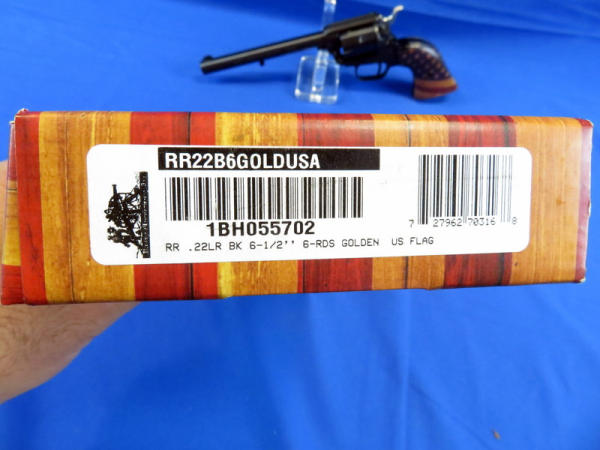 RR22B6GOLDUSA
1BH055702
7 27962 70316 8
RR .22LR BK 6-1/2'' 6-RDS GOLDEN US FLAG